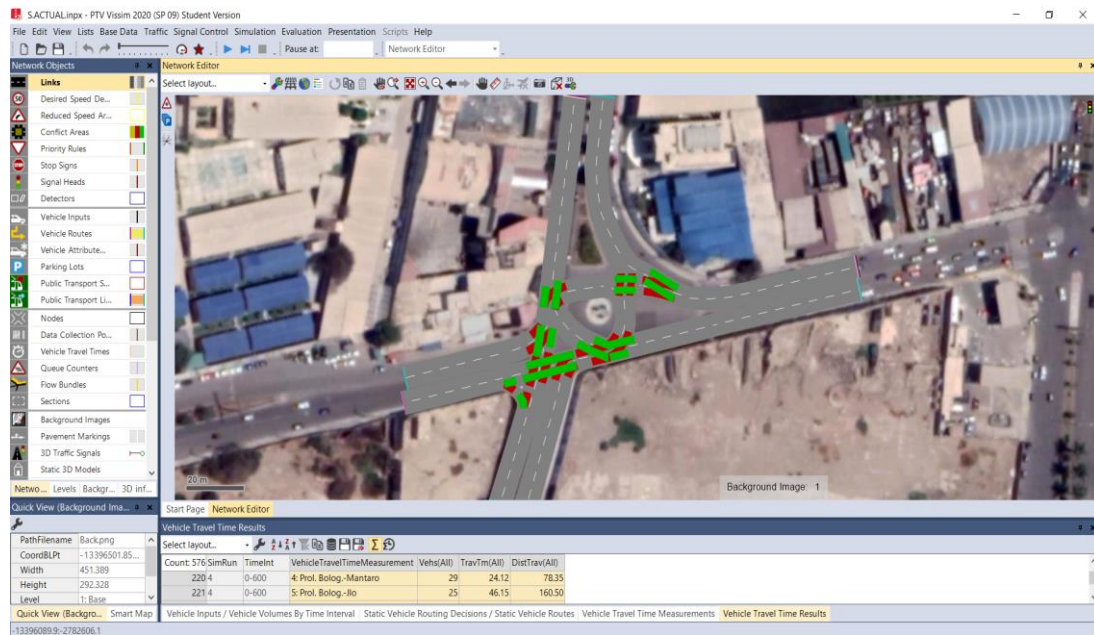 S.ACTUAL.inpx - PTV Vissim 2020 (SP 09) Student Version
File Edit View Lists Base Data Traffic Signal Control Simulation Evaluation Presentation Scripts Help
Pause at: Network Editor
Network Objects
Network Editor
Select layout...
Links
Desired Speed De...
Reduced Speed Ar...
Conflict Areas
Priority Rules
Stop Signs
Signal Heads
Detectors
Vehicle Inputs
Vehicle Routes
Vehicle Attribute...
Parking Lots
Public Transport S...
Public Transport Li...
Nodes
Data Collection Po...
Vehicle Travel Times
Queue Counters
Flow Bundles
Sections
Background Images
Pavement Markings
3D Traffic Signals
Static 3D Models
Netwo... Levels Backgr... 3D inf...
20 m
Background Image: 1
Start Page Network Editor
Quick View (Background Ima...
PathFilename Back.png
CoordBLPt -13396501.85...
Width 451.389
Height 292.328
Level 1: Base
Quick View (Backgro... Smart Map
Vehicle Travel Time Results
Select layout...
Count: 576 SimRun TimeInt VehicleTravelTimeMeasurement Vehs(All) TravTm(All) DistTrav(All)
220 4 0-600 4: Prol. Bolog.-Mantaro 29 24.12 78.35
221 4 0-600 5: Prol. Bolog.-Ilo 25 46.15 160.50
Vehicle Inputs / Vehicle Volumes By Time Interval Static Vehicle Routing Decisions / Static Vehicle Routes Vehicle Travel Time Measurements Vehicle Travel Time Results
-13396089.9:-2782606.1